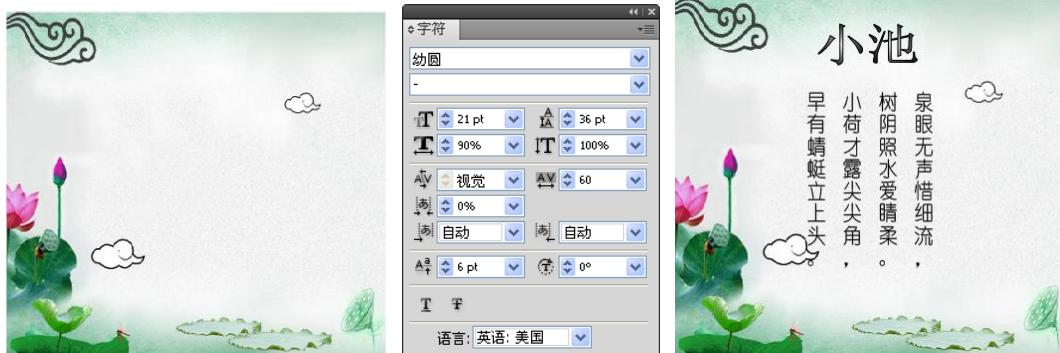 字符
幼圆
-
21 pt
36 pt
90%
100%
视觉
60
0%
自动
自动
6 pt
0°
语言: 英语: 美国
小池
泉眼无声惜细流，
树阴照水爱晴柔。
小荷才露尖尖角，
早有蜻蜓立上头。